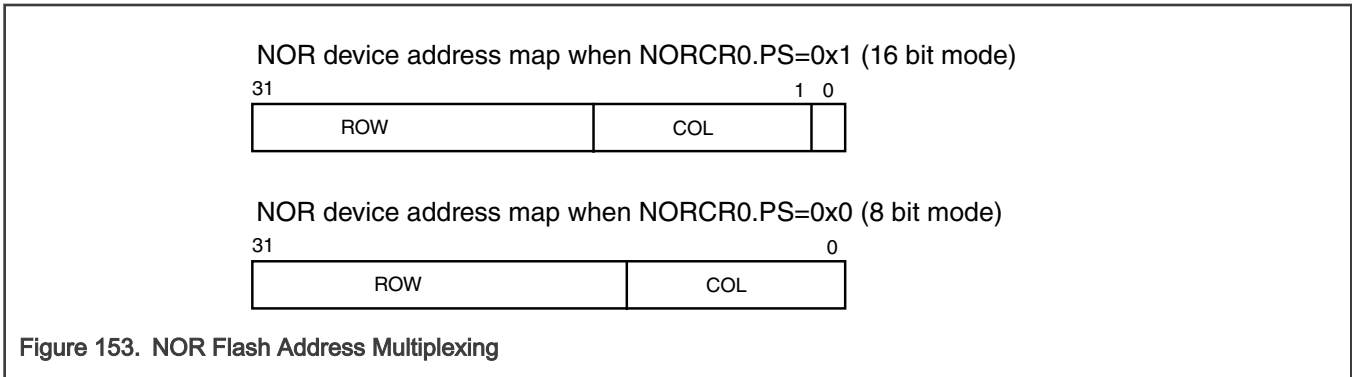 NOR device address map when NORCR0.PS=0x1 (16 bit mode)
31 1 0
ROW COL
NOR device address map when NORCR0.PS=0x0 (8 bit mode)
31 0
ROW COL
Figure 153. NOR Flash Address Multiplexing